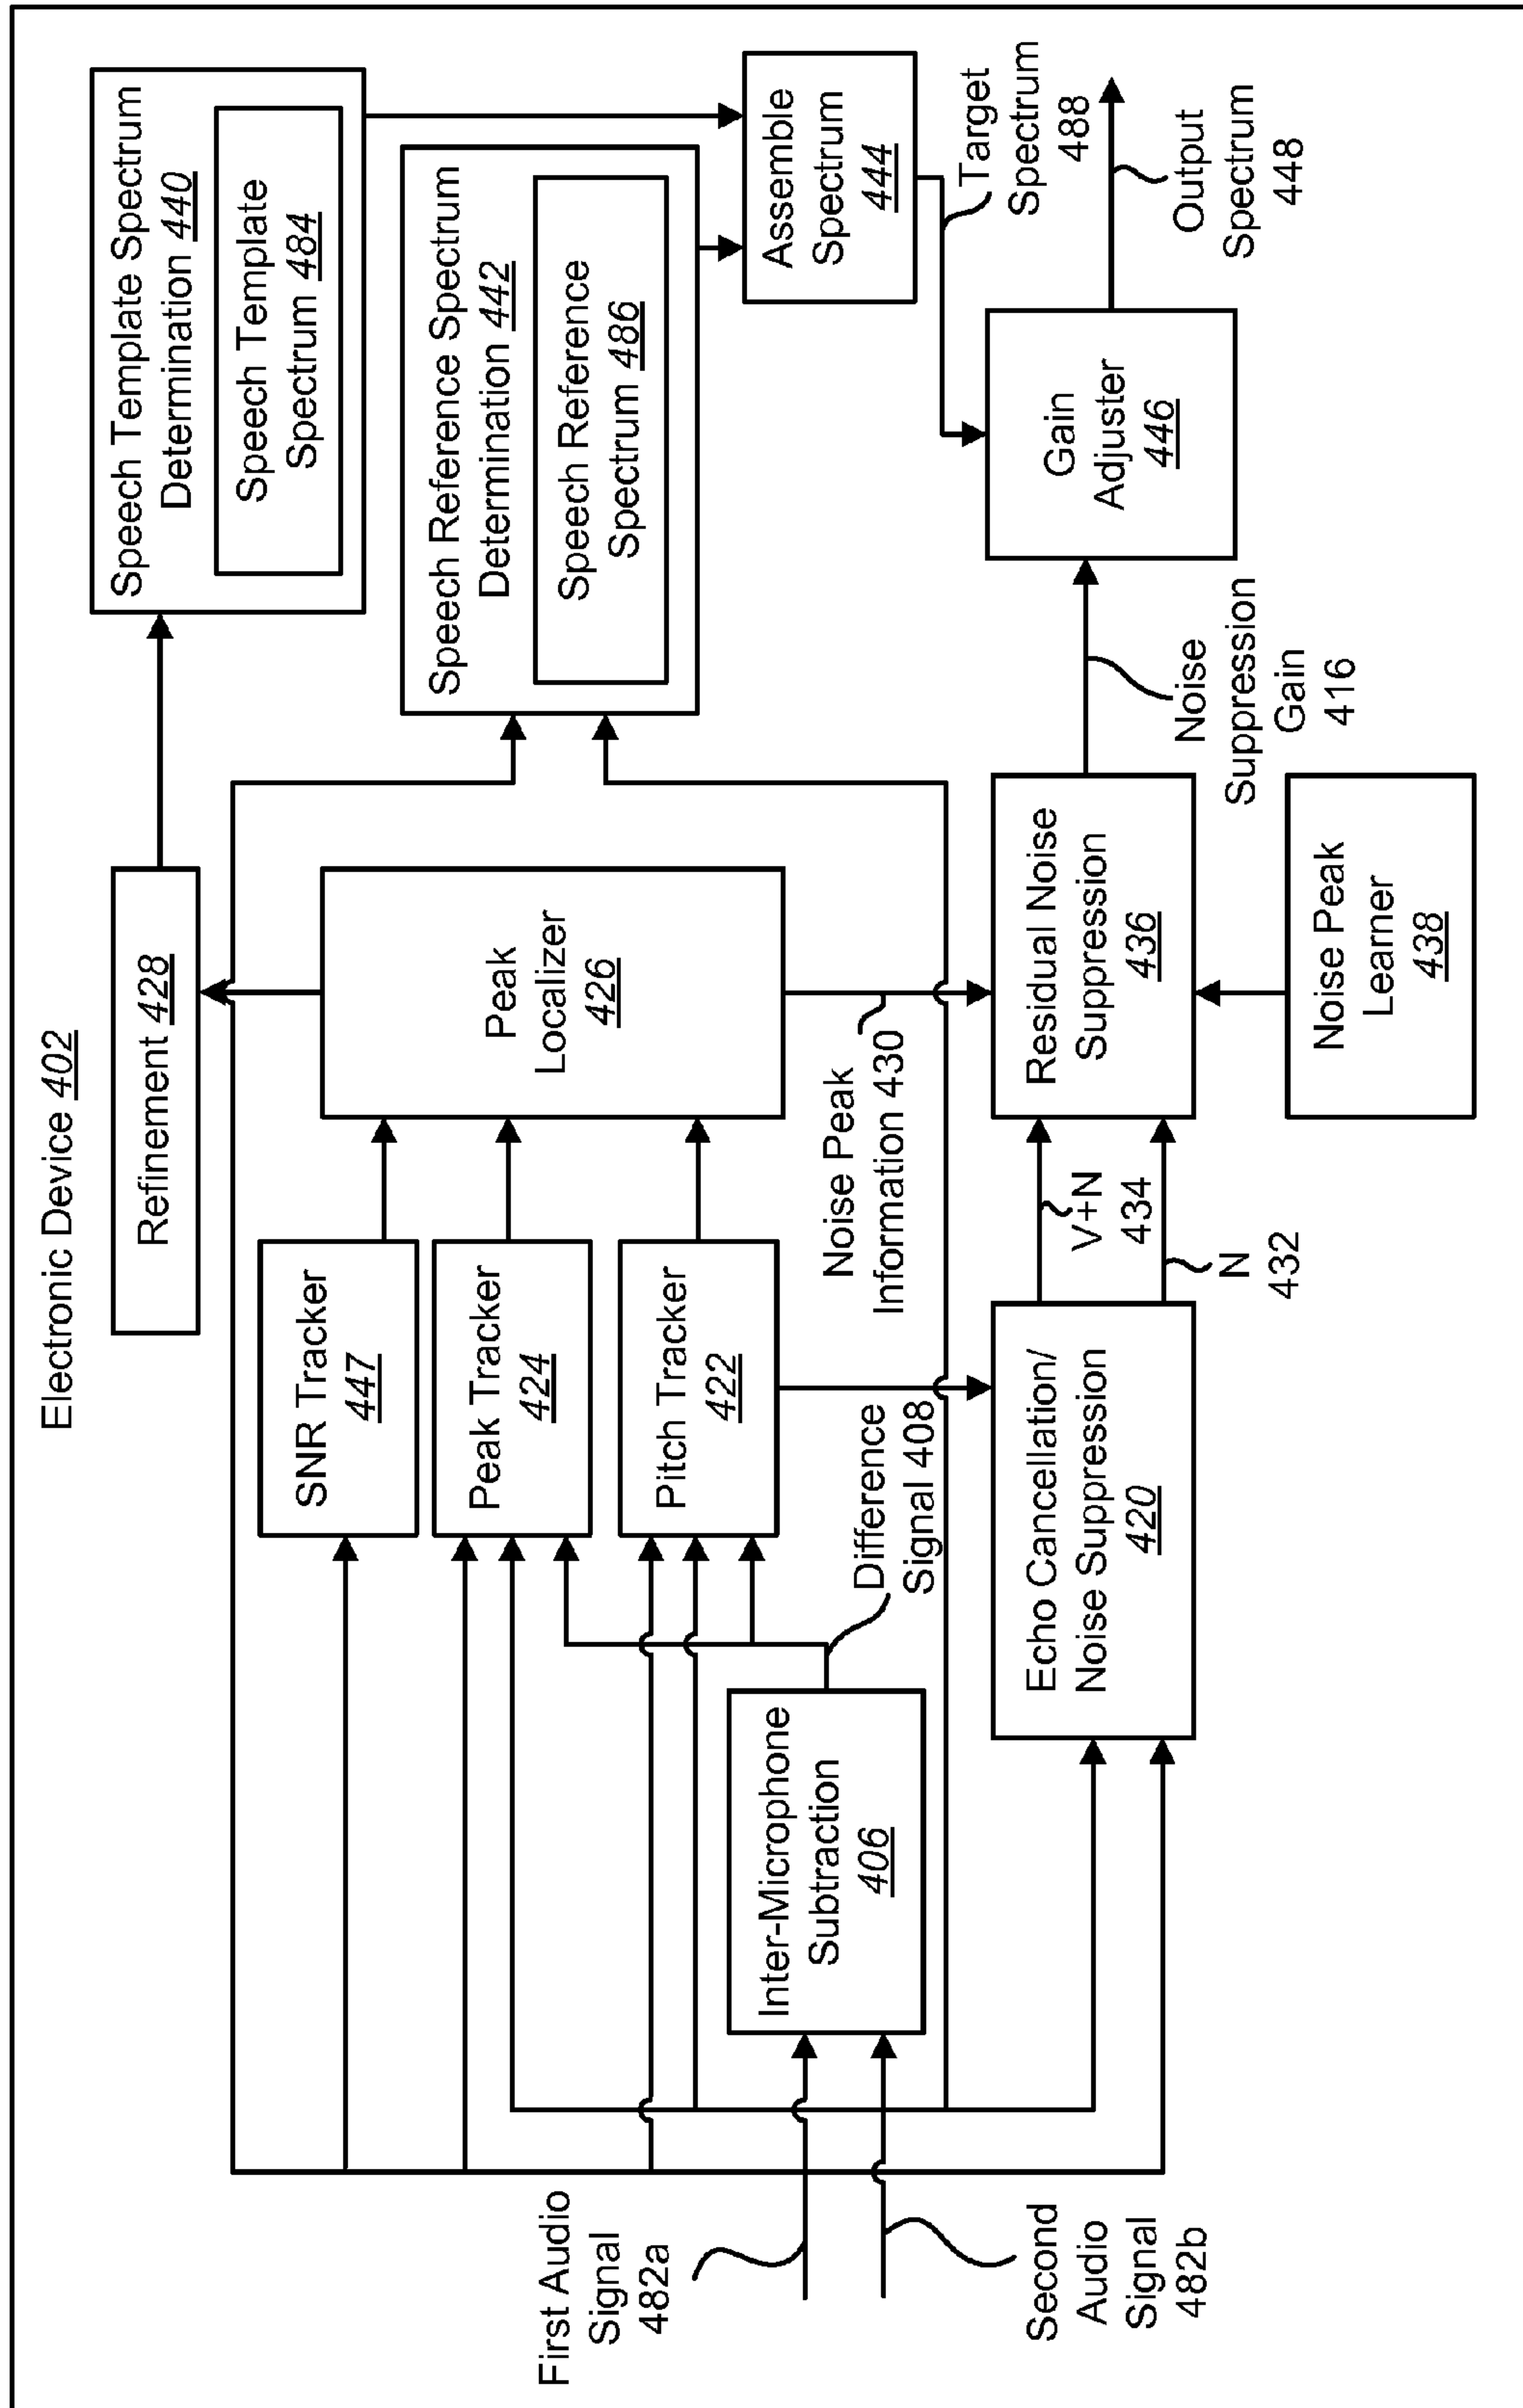 Electronic Device 402
Refinement 428
Speech Template Spectrum
Determination 440
Speech Template
Spectrum 484
SNR Tracker
447
Peak Tracker
424
Pitch Tracker
422
Peak
Localizer
426
Speech Reference Spectrum
Determination 442
Speech Reference
Spectrum 486
First Audio
Signal
482a
Second
Audio
Signal
482b
Inter-Microphone
Subtraction
406
Difference
Signal 408
Noise Peak
Information 430
Assemble
Spectrum
444
Target
Spectrum
488
Echo Cancellation/
Noise Suppression
420
V+N
434
N
432
Residual Noise
Suppression
436
Noise
Suppression
Gain
416
Gain
Adjuster
446
Output
Spectrum
448
Noise Peak
Learner
438